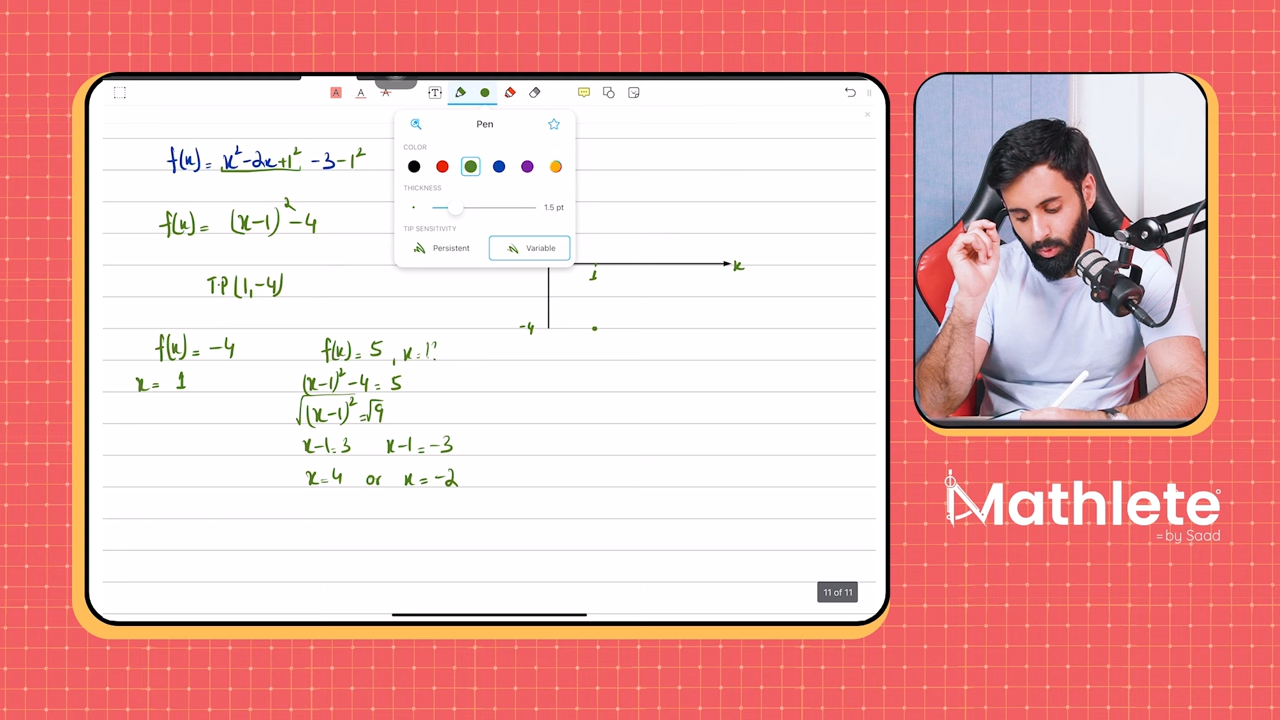 f(x) = x²-2x+1² -3-1²
f(x) = (x-1)²-4
T.P (1,-4)
f(x) = -4
x = 1
f(x) = 5, x=1?
(x-1)²-4 = 5
√(x-1)² = √9
x-1=3 x-1 = -3
x=4 or x = -2
A A A T
Pen
COLOR
THICKNESS
1.5 pt
TIP SENSITIVITY
Persistent Variable
x
1
-4
11 of 11
Mathlete
= by Saad